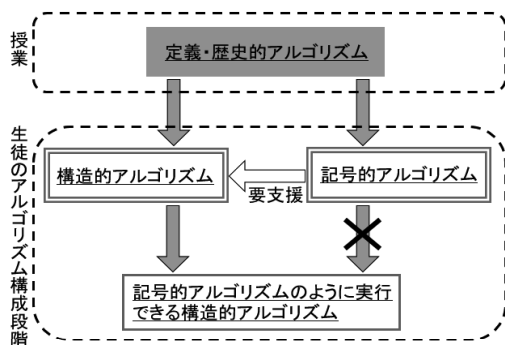 授業
定義・歴史的アルゴリズム
生徒のアルゴリズム構成段階
構造的アルゴリズム
要支援
記号的アルゴリズム
記号的アルゴリズムのように実行
できる構造的アルゴリズム